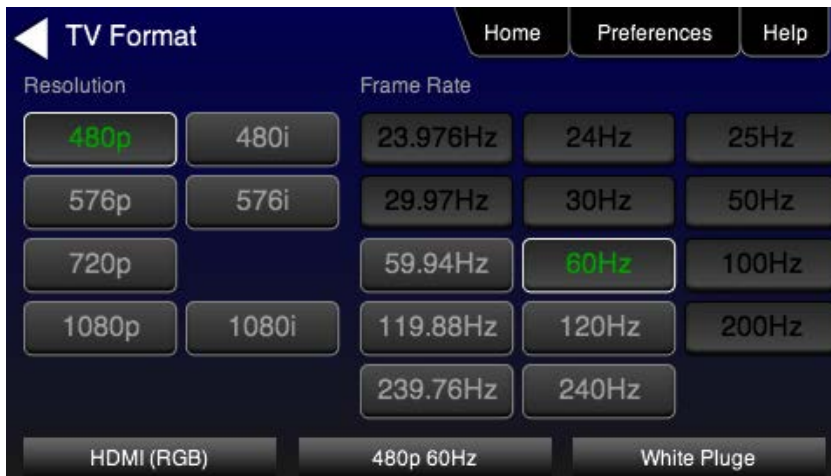 TV Format Home Preferences Help
Resolution Frame Rate
480p 480i 23.976Hz 24Hz 25Hz
576p 576i 29.97Hz 30Hz 50Hz
720p 59.94Hz 60Hz 100Hz
1080p 1080i 119.88Hz 120Hz 200Hz
239.76Hz 240Hz
HDMI (RGB) 480p 60Hz White Pluge